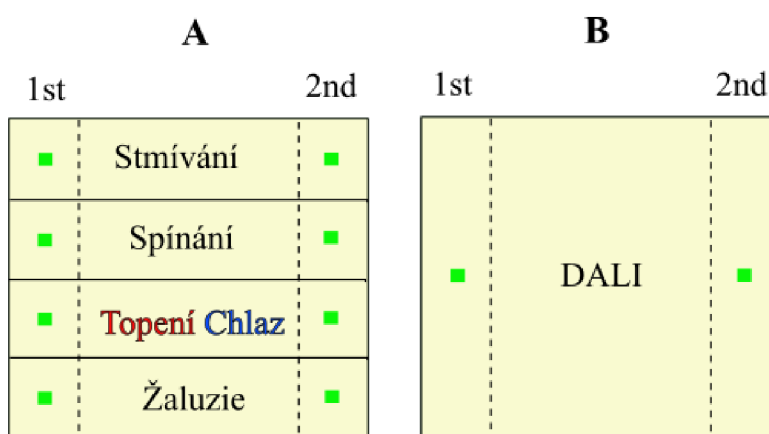 A
1st 2nd
Stmívání
Spínání
Topení Chlaz
Žaluzie
B
1st 2nd
DALI